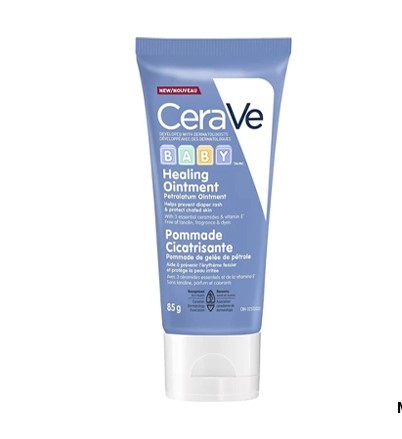 NEW/NOUVEAU
CeraVe
DEVELOPED WITH DERMATOLOGISTS
DÉVELOPPÉ AVEC DES DERMATOLOGUES
BABY
Healing
Ointment
Petrolatum Ointment
Helps prevent diaper rash
& protect chafed skin
With 3 essential ceramides & vitamin E
Free of lanolin, fragrance & dyes
Pommade
Cicatrisante
Pommade de gelée de pétrole
Aide à prévenir l'érythème fessier
et protège la peau irritée
Avec 3 céramides essentiels et de la vitamine E
Sans lanoline, parfum et colorants
85 g
M